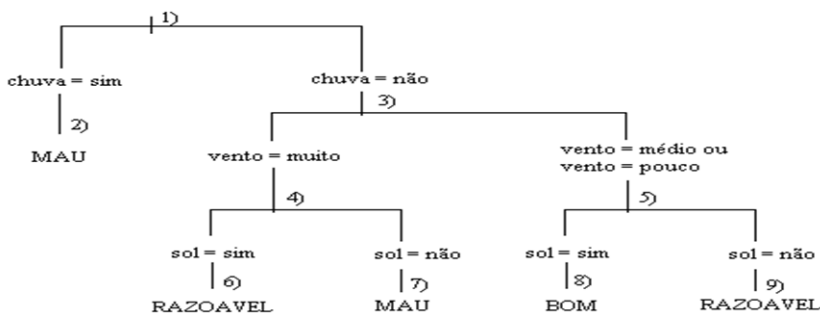 1)
chuva = sim
chuva = não
2)
3)
MAU
vento = muito
vento = médio ou
vento = pouco
4)
5)
sol = sim
sol = não
sol = sim
sol = não
6)
7)
8)
9)
RAZOAVEL
MAU
BOM
RAZOAVEL